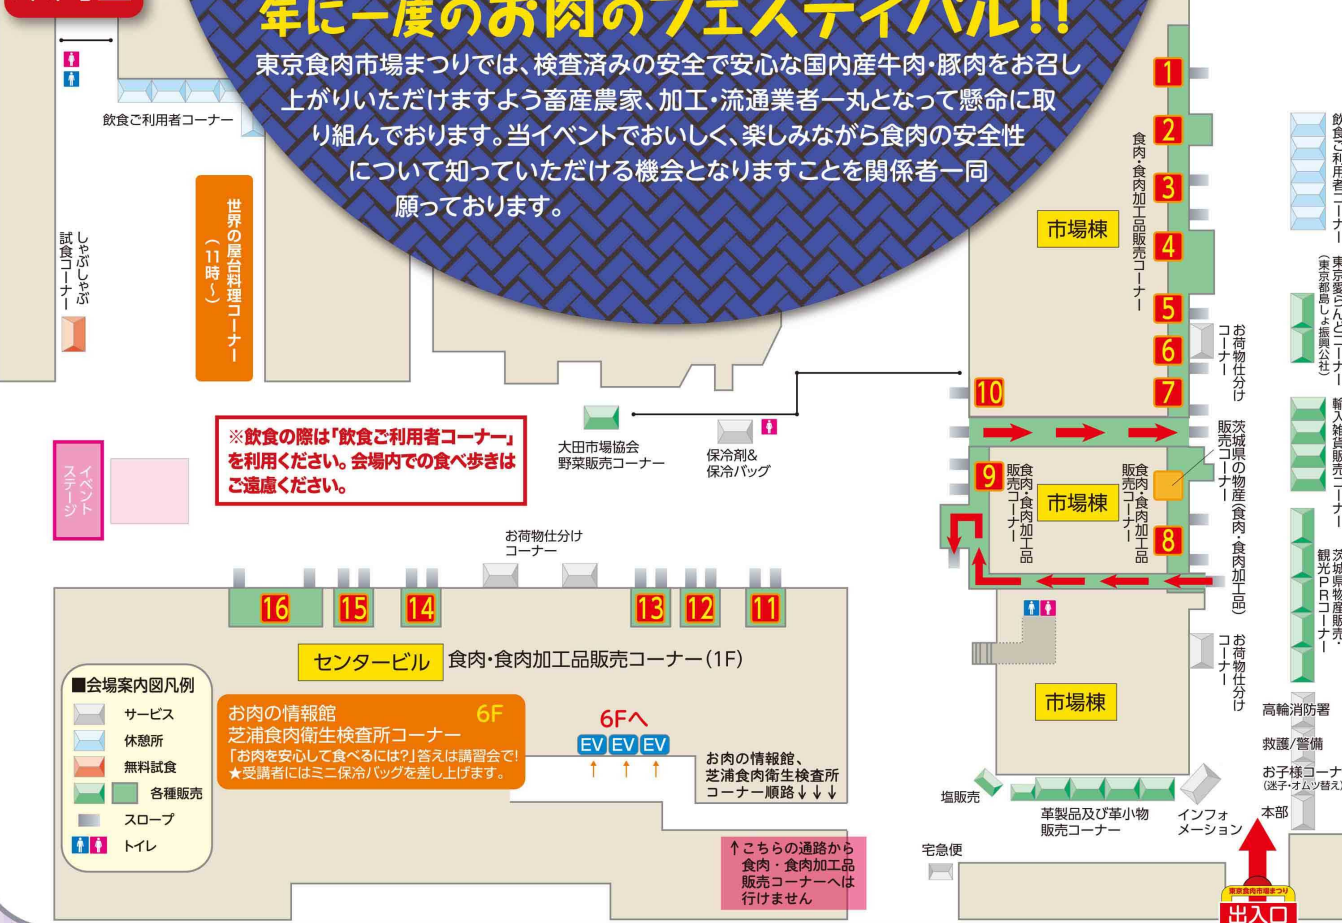 年に一度のお肉のフェスティバル!!
東京食肉市場まつりでは、検査済みの安全で安心な国内産牛肉・豚肉をお召し
上がりいただけますよう畜産農家、加工・流通業者一丸となって懸命に取
り組んでおります。当イベントでおいしく、楽しみながら食肉の安全性
について知っていただける機会となりますことを関係者一同
願っております。
飲食ご利用者コーナー
世界の屋台料理コーナー
（11時〜）
しゃぶしゃぶ
試食コーナー
イベント
ステージ
※飲食の際は「飲食ご利用者コーナー」
を利用ください。会場内での食べ歩きは
ご遠慮ください。
大田市場協会
野菜販売コーナー
保冷剤&
保冷バッグ
お荷物仕分け
コーナー
1
2
3
4
5
6
7
食肉・食肉加工品販売コーナー
市場棟
お荷物仕分け
コーナー
10
9
食肉・食肉加工品
販売コーナー
市場棟
食肉・食肉加工品
販売コーナー
8
茨城県の物産（食肉・食肉加工品）
販売コーナー
お荷物仕分け
コーナー
市場棟
飲食ご利用者コーナー
東京愛らんどコーナー
（東京都島しょ振興公社）
輸入雑貨販売コーナー
茨城県物産販売・
観光PRコーナー
高輪消防署
救護/警備
お子様コーナー
（迷子・オムツ替え）
本部
16
15
14
13
12
11
センタービル
食肉・食肉加工品販売コーナー（1F）
■会場案内図凡例
サービス
休憩所
無料試食
各種販売
スロープ
トイレ
お肉の情報館 6F
芝浦食肉衛生検査所コーナー
「お肉を安心して食べるには?」答えは講習会で!
★受講者にはミニ保冷バッグを差し上げます。
6Fへ
EV EV EV
↑ ↑ ↑
お肉の情報館、
芝浦食肉衛生検査所
コーナー順路↓↓↓
↑こちらの通路から
食肉・食肉加工品
販売コーナーへは
行けません
塩販売
革製品及び革小物
販売コーナー
インフォ
メーション
宅急便
東京食肉市場まつり
出入口